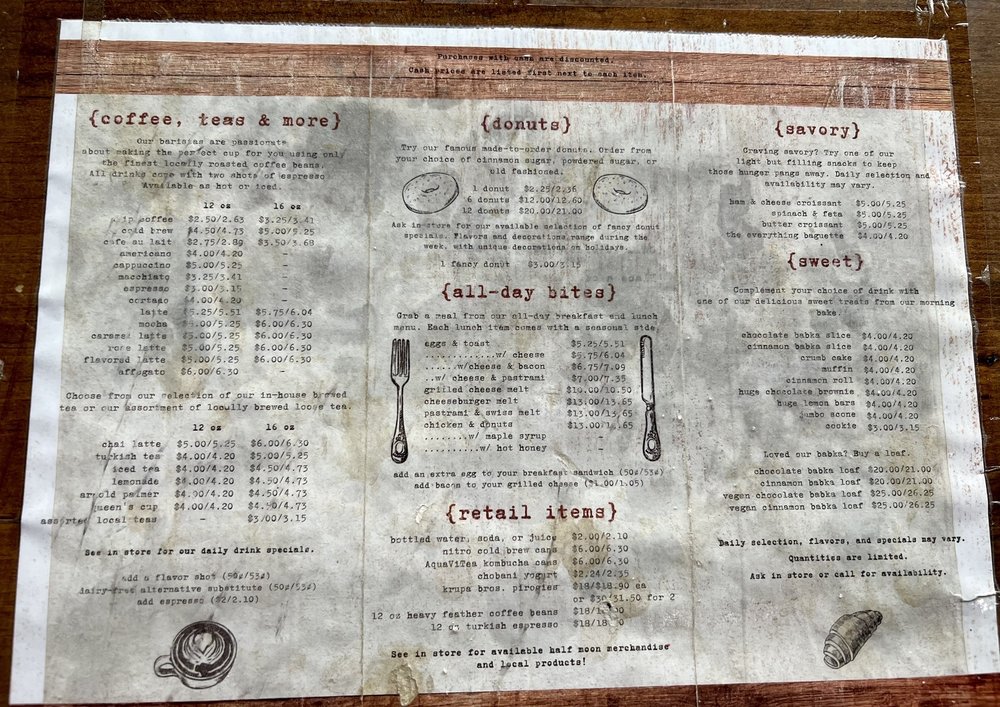 Purchases with cash are discounted.
Cash prices are listed first next to each item.
{coffee, teas & more}
Our baristas are passionate
about making the perfect cup for you using only
the finest locally roasted coffee beans.
All drinks come with two shots of espresso
Available as hot or iced.
12 oz 16 oz
drip coffee $2.50/2.63 $3.25/3.41
cold brew $4.50/4.73 $5.00/5.25
cafe au lait $2.75/2.89 $3.50/3.68
americano $4.00/4.20 –
cappuccino $5.00/5.25 –
macchiato $3.25/3.41 –
espresso $3.00/3.15 –
cortado $4.00/4.20 –
latte $5.25/5.51 $5.75/6.04
mocha $5.00/5.25 $6.00/6.30
caramel latte $5.00/5.25 $6.00/6.30
rose latte $5.00/5.25 $6.00/6.30
flavored latte $5.00/5.25 $6.00/6.30
affogato $6.00/6.30 –
Choose from our selection of our in-house brewed
tea or our assortment of locally brewed loose tea.
12 oz 16 oz
chai latte $5.00/5.25 $6.00/6.30
turkish tea $4.00/4.20 $5.00/5.25
iced tea $4.00/4.20 $4.50/4.73
lemonade $4.00/4.20 $4.50/4.73
arnold palmer $4.00/4.20 $4.50/4.73
queen's cup $4.00/4.20 $4.50/4.73
assorted local teas – $3.00/3.15
See in store for our daily drink specials.
add a flavor shot (50¢/53¢)
dairy-free alternative substitute (50¢/53¢)
add espresso ($2/2.10)
{donuts}
Try our famous made-to-order donuts. Order from
your choice of cinnamon sugar, powdered sugar, or
old fashioned.
1 donut $2.25/2.36
6 donuts $12.00/12.60
12 donuts $20.00/21.00
Ask in store for our available selection of fancy donut
specials. Flavors and decorations range during the
week, with unique decorations on holidays.
1 fancy donut $3.00/3.15
{all-day bites}
Grab a meal from our all-day breakfast and lunch
menu. Each lunch item comes with a seasonal side.
eggs & toast $5.25/5.51
.............w/ cheese $5.75/6.04
......w/cheese & bacon $6.75/7.09
..w/ cheese & pastrami $7.00/7.35
grilled cheese melt $10.00/10.50
cheeseburger melt $13.00/13.65
pastrami & swiss melt $13.00/13.65
chicken & donuts $13.00/13.65
.........w/ maple syrup –
..........w/ hot honey –
add an extra egg to your breakfast sandwich (50¢/53¢)
add bacon to your grilled cheese ($1.00/1.05)
{retail items}
bottled water, soda, or juice $2.00/2.10
nitro cold brew cans $6.00/6.30
AquaViTea kombucha cans $6.00/6.30
chobani yogurt $2.24/2.35
krupa bros. pirogies $18/$18.90 ea
or $30/31.50 for 2
12 oz heavy feather coffee beans
12 oz turkish espresso
See in store for available half moon merchandise
and local products!
{savory}
Craving savory? Try one of our
light but filling snacks to keep
those hunger pangs away. Daily selection and
availability may vary.
ham & cheese croissant $5.00/5.25
spinach & feta $5.00/5.25
butter croissant $5.00/5.25
the everything baguette $4.00/4.20
{sweet}
Complement your choice of drink with
one of our delicious sweet treats from our morning
bake.
chocolate babka slice $4.00/4.20
cinnamon babka slice $4.00/4.20
crumb cake $4.00/4.20
muffin $4.00/4.20
cinnamon roll $4.00/4.20
huge chocolate brownie $4.00/4.20
huge lemon bars $4.00/4.20
jumbo scone $4.00/4.20
cookie $3.00/3.15
Loved our babka? Buy a loaf.
chocolate babka loaf $20.00/21.00
cinnamon babka loaf $20.00/21.00
vegan chocolate babka loaf $25.00/26.25
vegan cinnamon babka loaf $25.00/26.25
Daily selection, flavors, and specials may vary.
Quantities are limited.
Ask in store or call for availability.